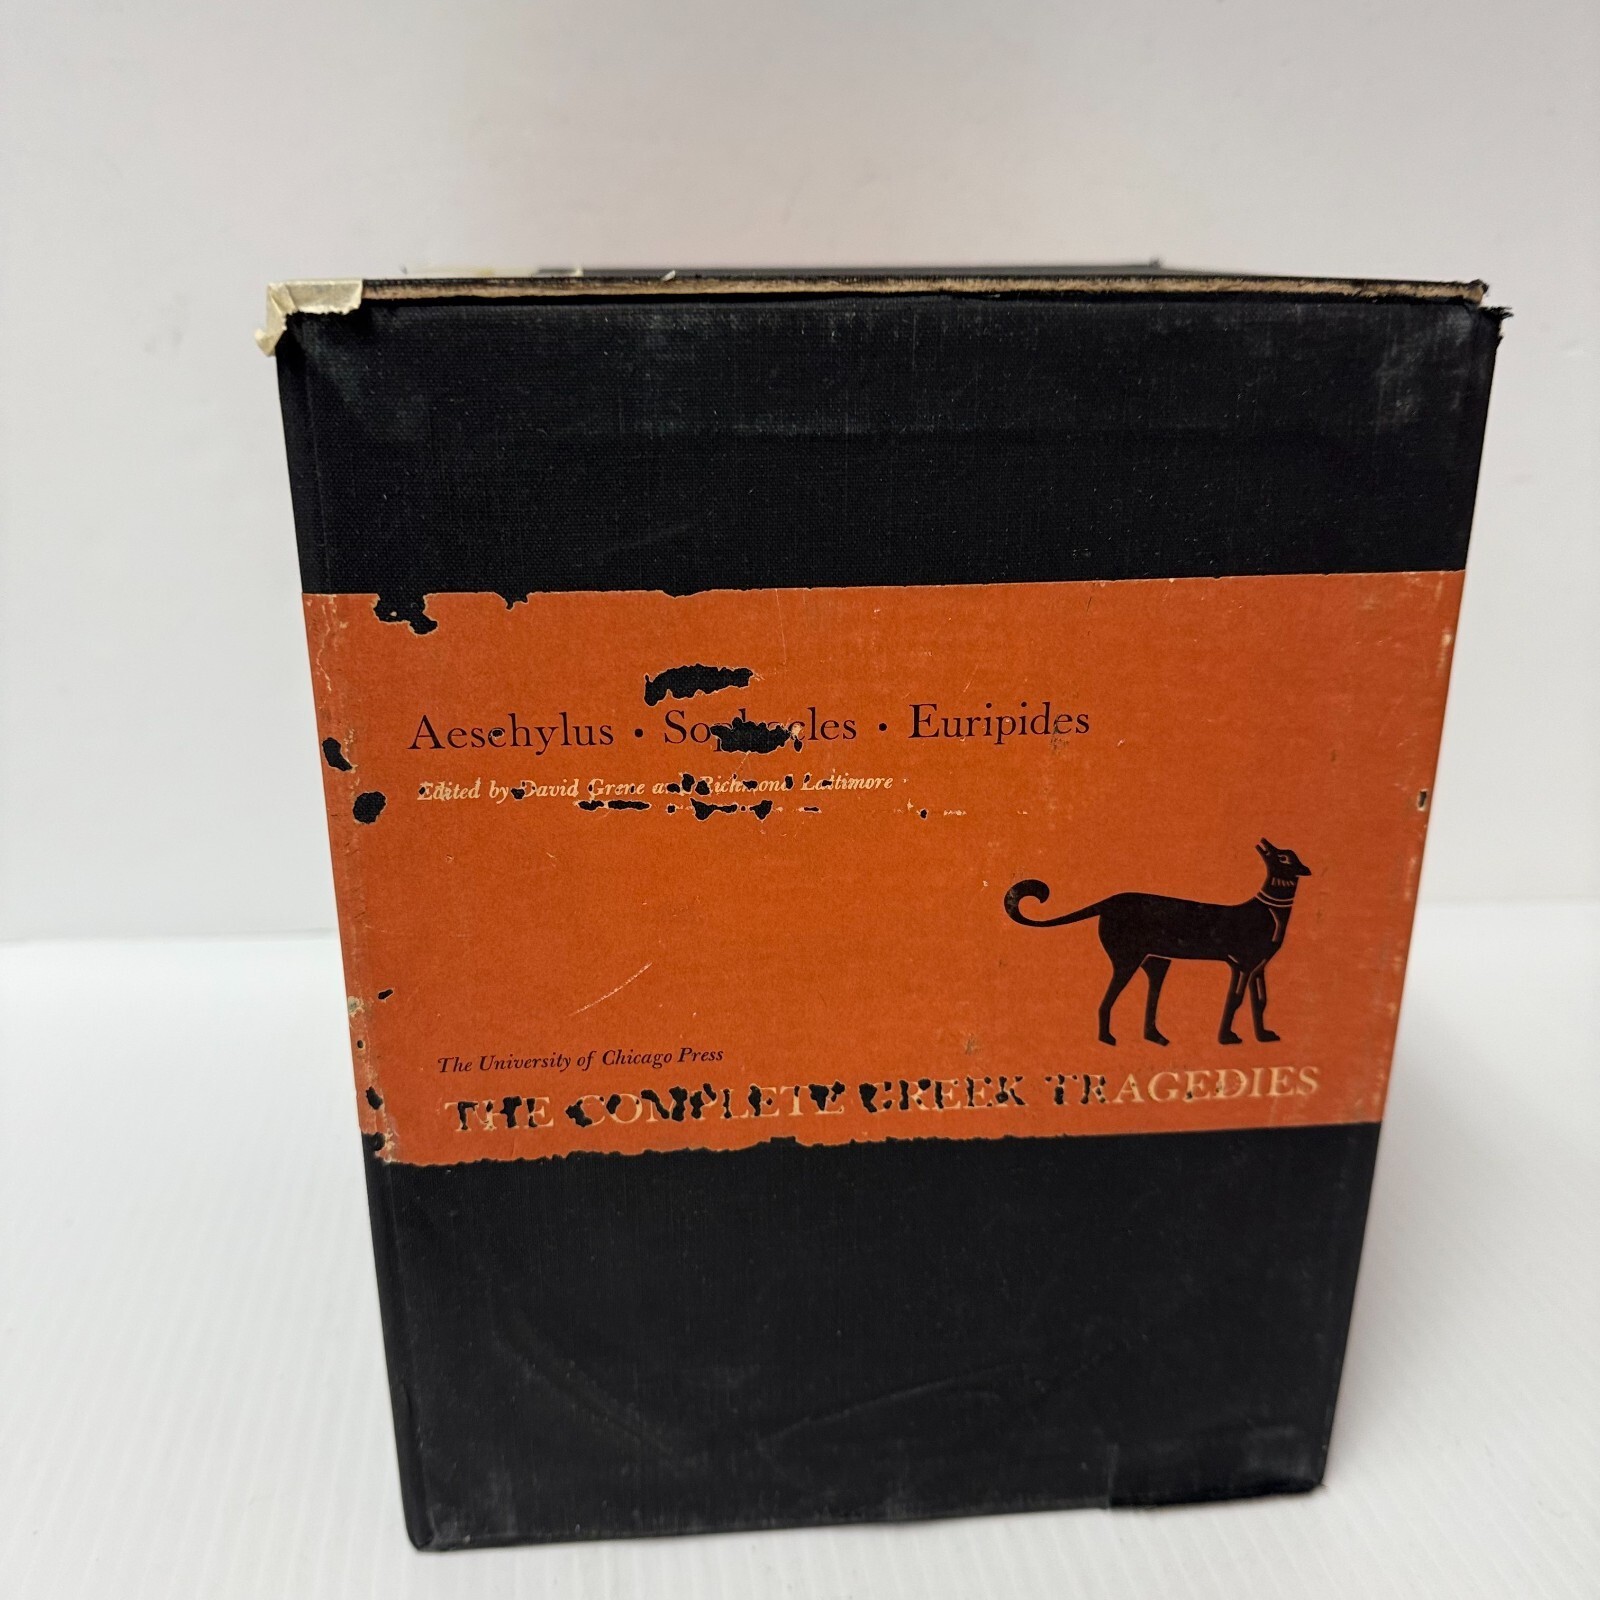 Aeschylus · Sophocles · Euripides
Edited by David Grene and Richmond Lattimore
The University of Chicago Press
THE COMPLETE GREEK TRAGEDIES